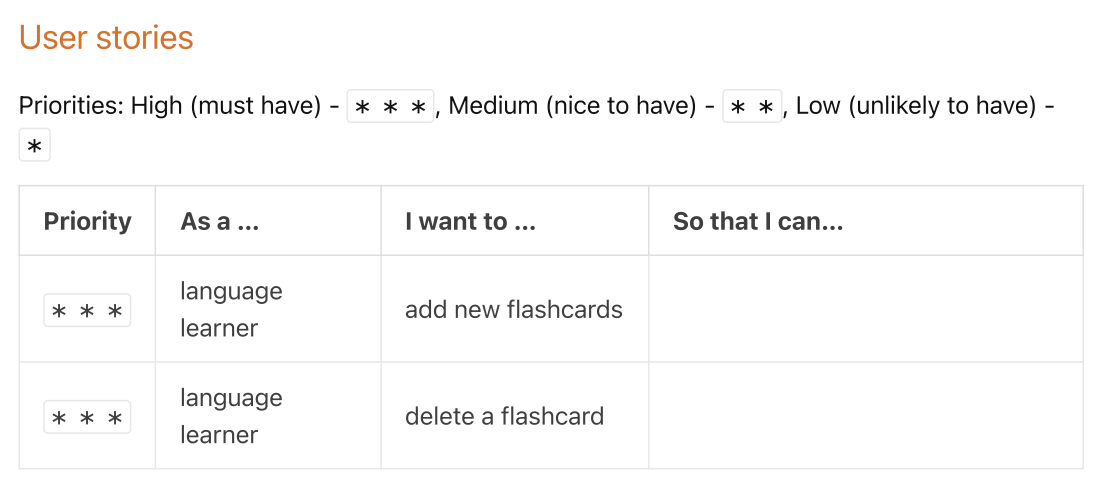 User stories
Priorities: High (must have) - * * *, Medium (nice to have) - * *, Low (unlikely to have) -
*
Priority As a ... I want to ... So that I can...
* * * language learner add new flashcards
* * * language learner delete a flashcard